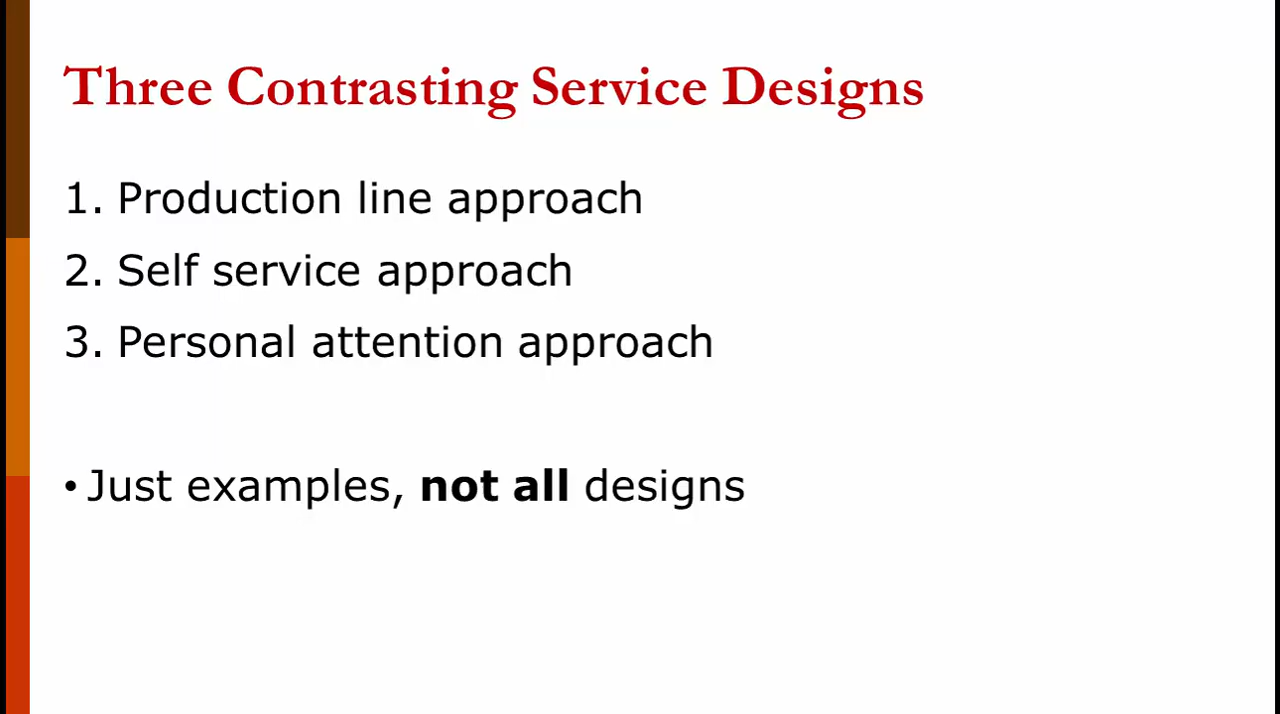 Three Contrasting Service Designs
1. Production line approach
2. Self service approach
3. Personal attention approach
• Just examples, not all designs